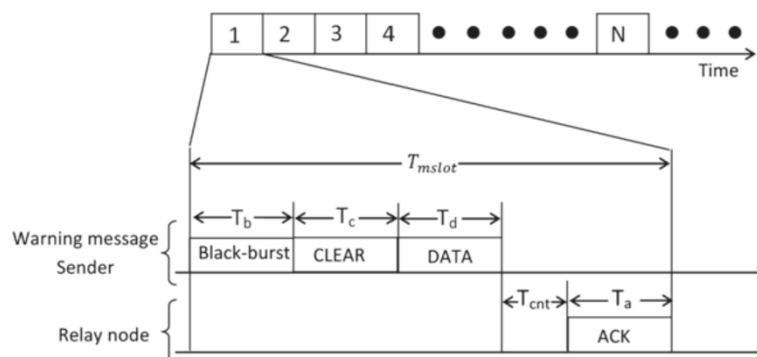 1 2 3 4 N
Time
T_mslot
T_b T_c T_d
Warning message
Sender
Black-burst CLEAR DATA
T_cnt T_a
Relay node
ACK